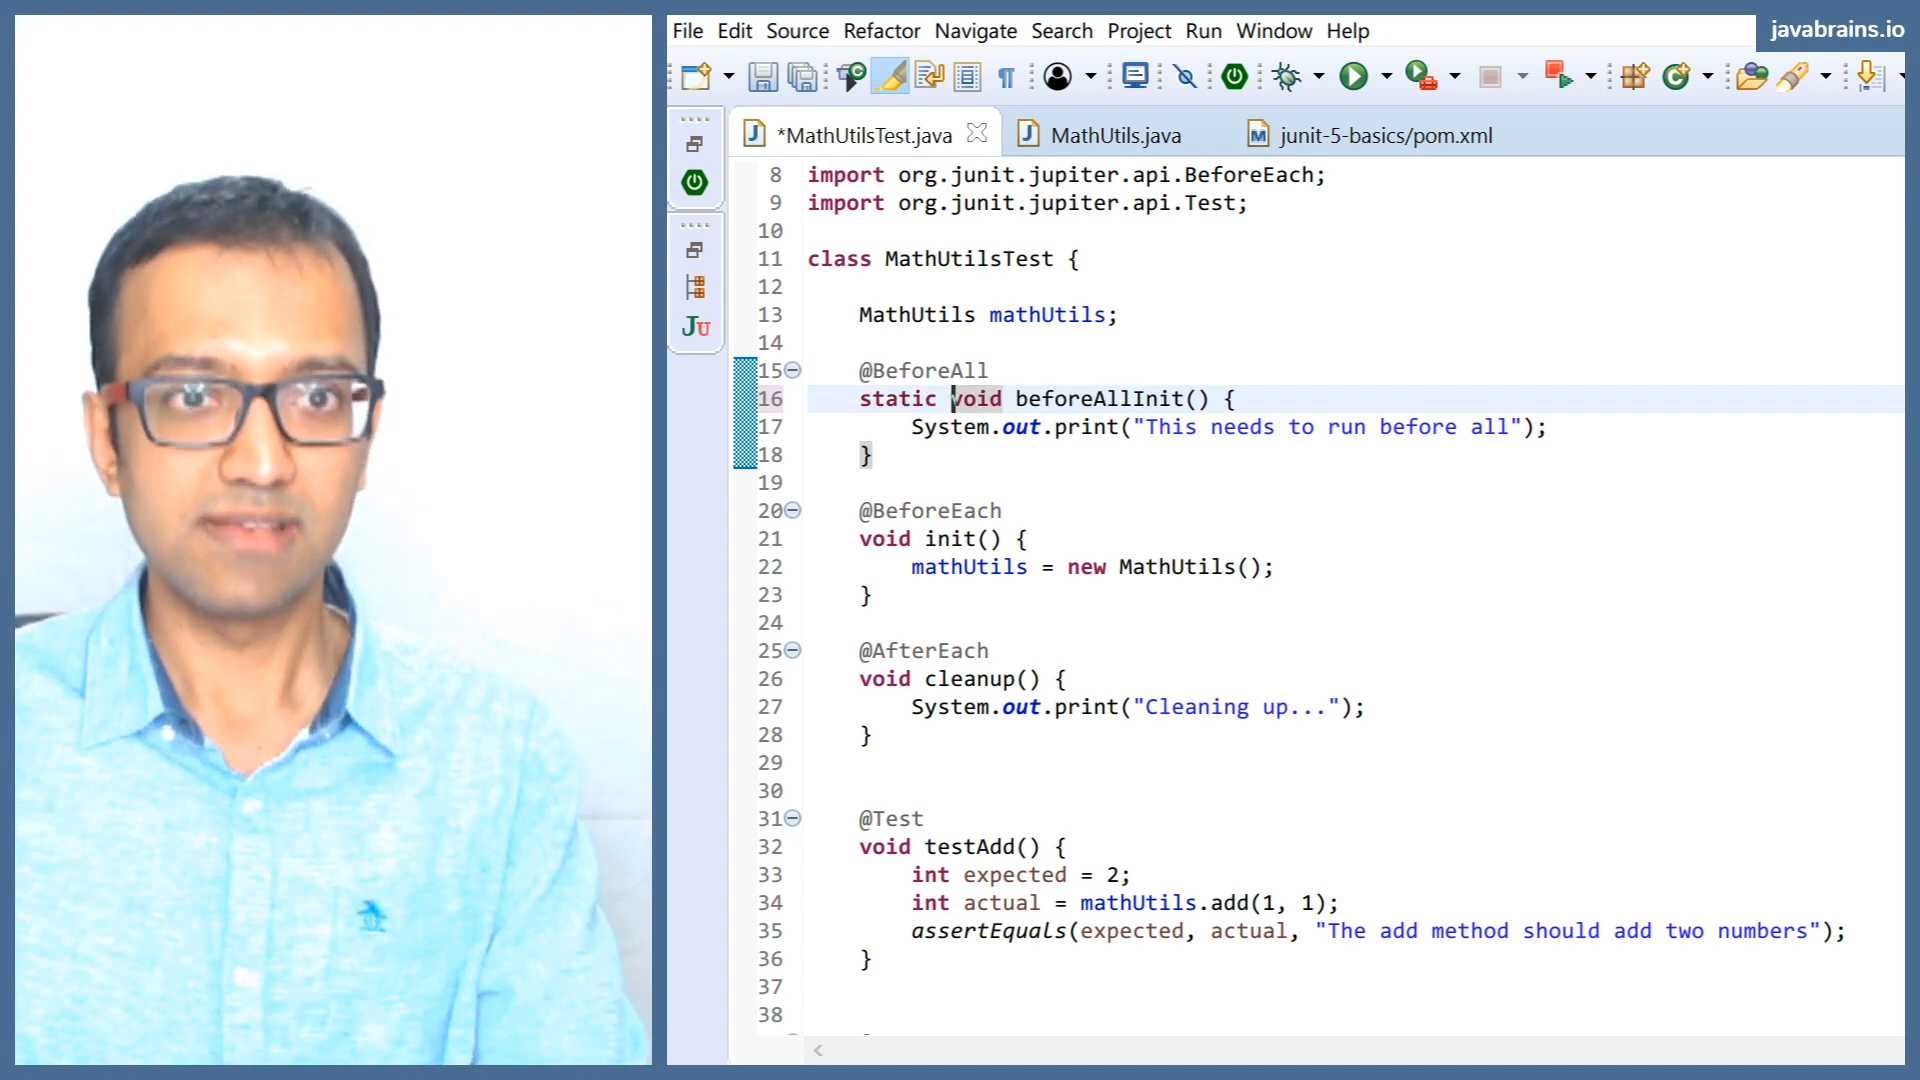 File Edit Source Refactor Navigate Search Project Run Window Help
javabrains.io
*MathUtilsTest.java
MathUtils.java
junit-5-basics/pom.xml
8 import org.junit.jupiter.api.BeforeEach;
9 import org.junit.jupiter.api.Test;
10
11 class MathUtilsTest {
12
13 MathUtils mathUtils;
14
15 @BeforeAll
16 static void beforeAllInit() {
17 System.out.print("This needs to run before all");
18 }
19
20 @BeforeEach
21 void init() {
22 mathUtils = new MathUtils();
23 }
24
25 @AfterEach
26 void cleanup() {
27 System.out.print("Cleaning up...");
28 }
29
30
31 @Test
32 void testAdd() {
33 int expected = 2;
34 int actual = mathUtils.add(1, 1);
35 assertEquals(expected, actual, "The add method should add two numbers");
36 }
37
38